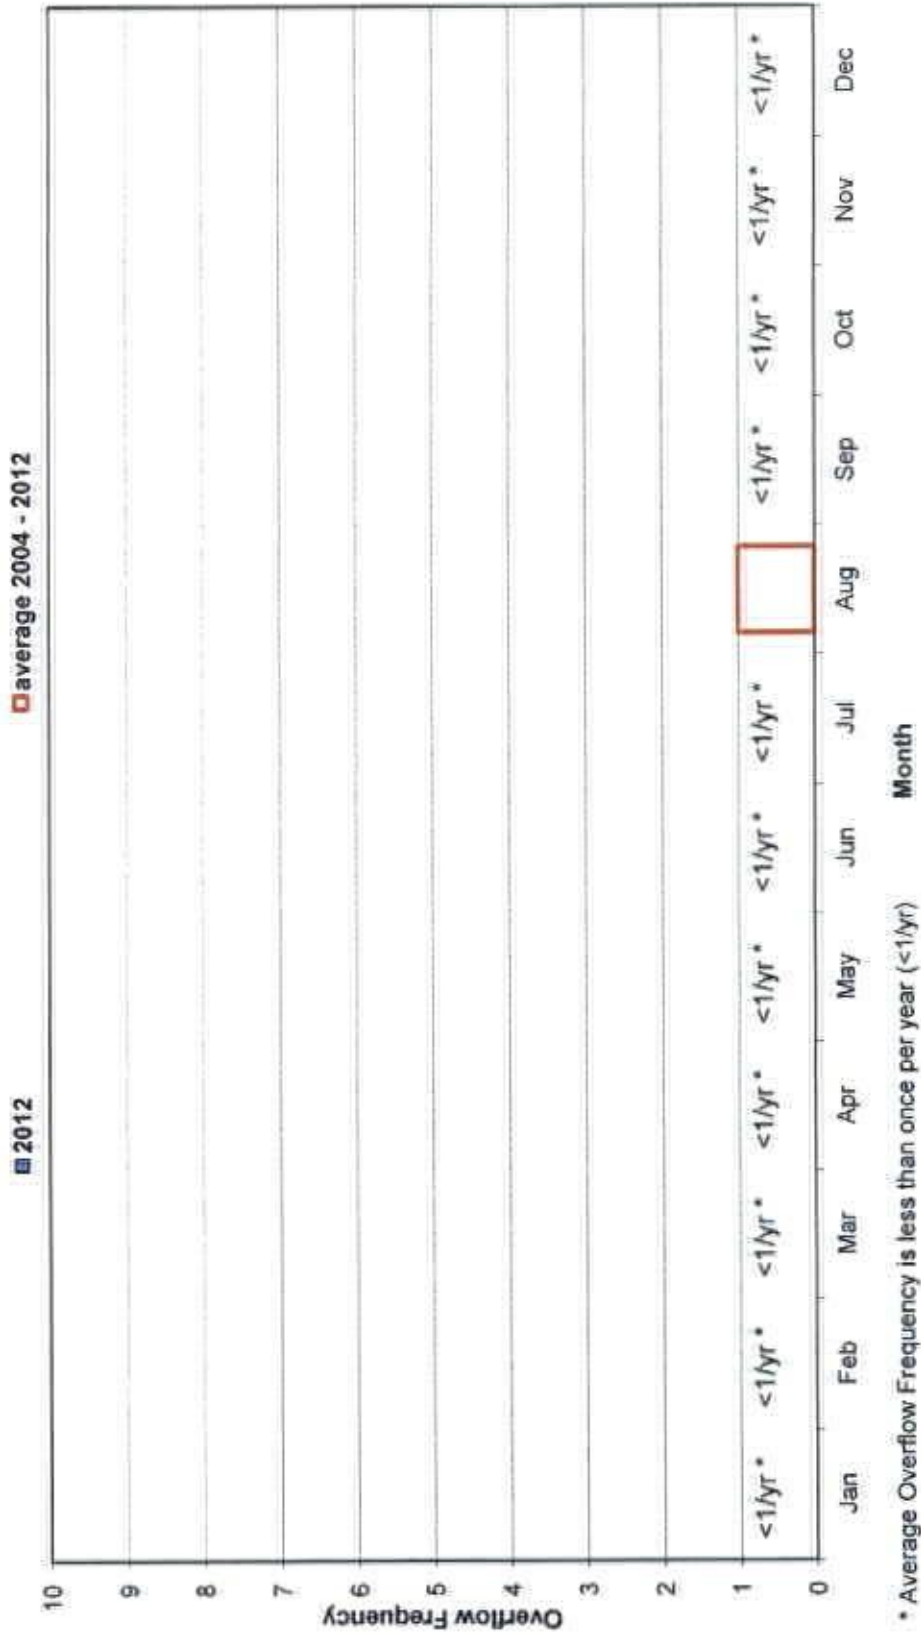 2012
average 2004 - 2012
10
9
8
7
6
5
4
3
2
1
0
Overflow Frequency
<1/yr *
<1/yr *
<1/yr *
<1/yr *
<1/yr *
<1/yr *
<1/yr *
<1/yr *
<1/yr *
<1/yr *
<1/yr *
Jan
Feb
Mar
Apr
May
Jun
Jul
Aug
Sep
Oct
Nov
Dec
Month
* Average Overflow Frequency is less than once per year (<1/yr)